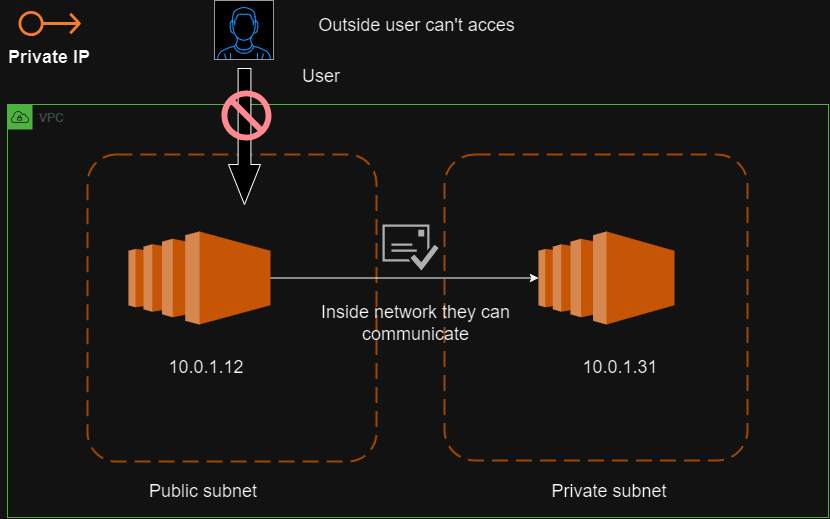 Outside user can't acces
Private IP
User
VPC
Inside network they can
communicate
10.0.1.12
10.0.1.31
Public subnet
Private subnet